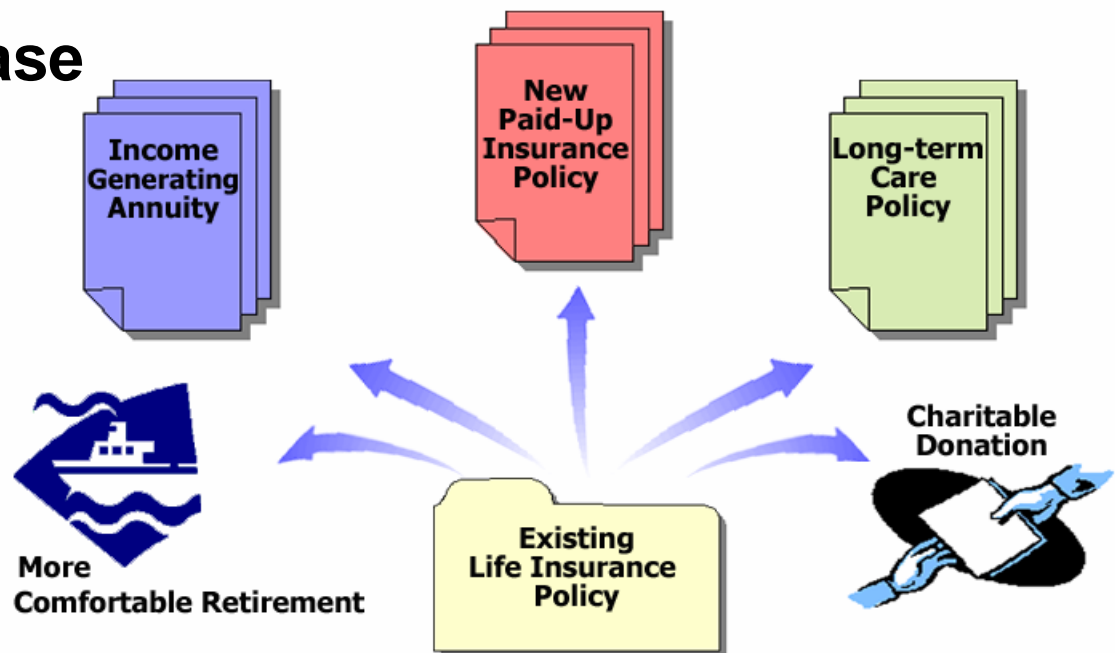 ase
Income
Generating
Annuity
New
Paid-Up
Insurance
Policy
Long-term
Care
Policy
More
Comfortable Retirement
Existing
Life Insurance
Policy
Charitable
Donation